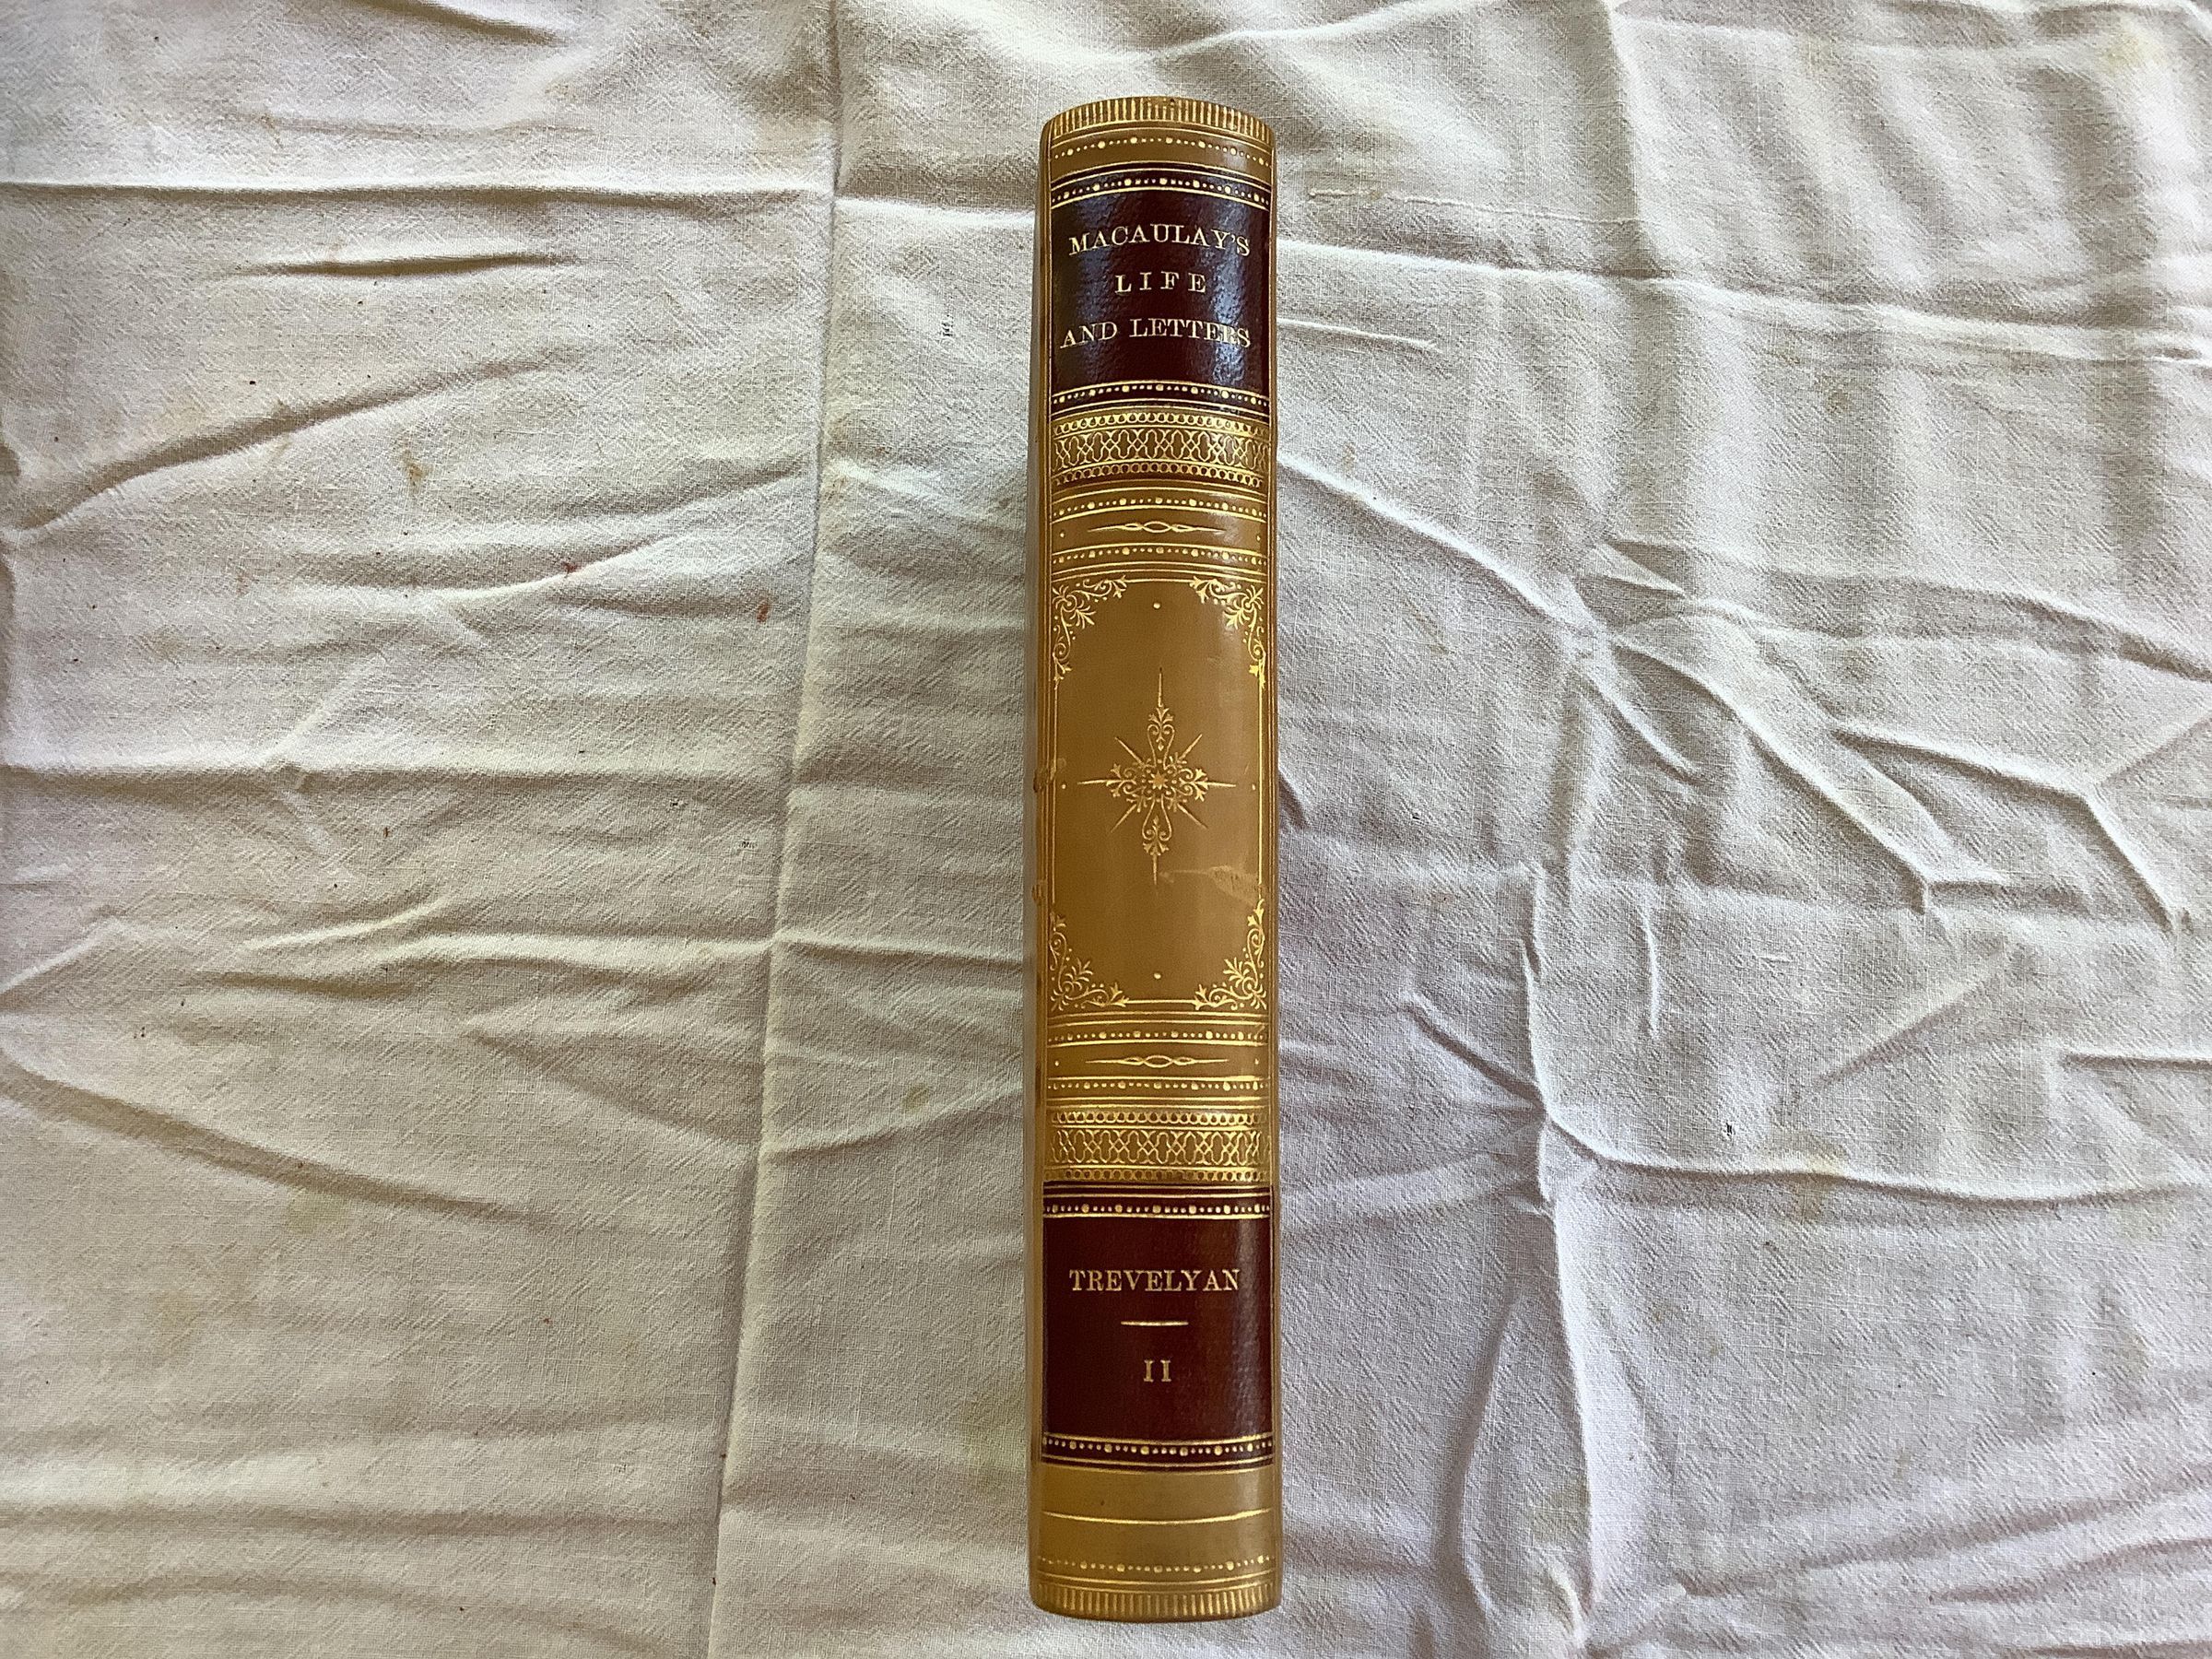 MACAULAY'S
LIFE
AND LETTERS
TREVELYAN
II